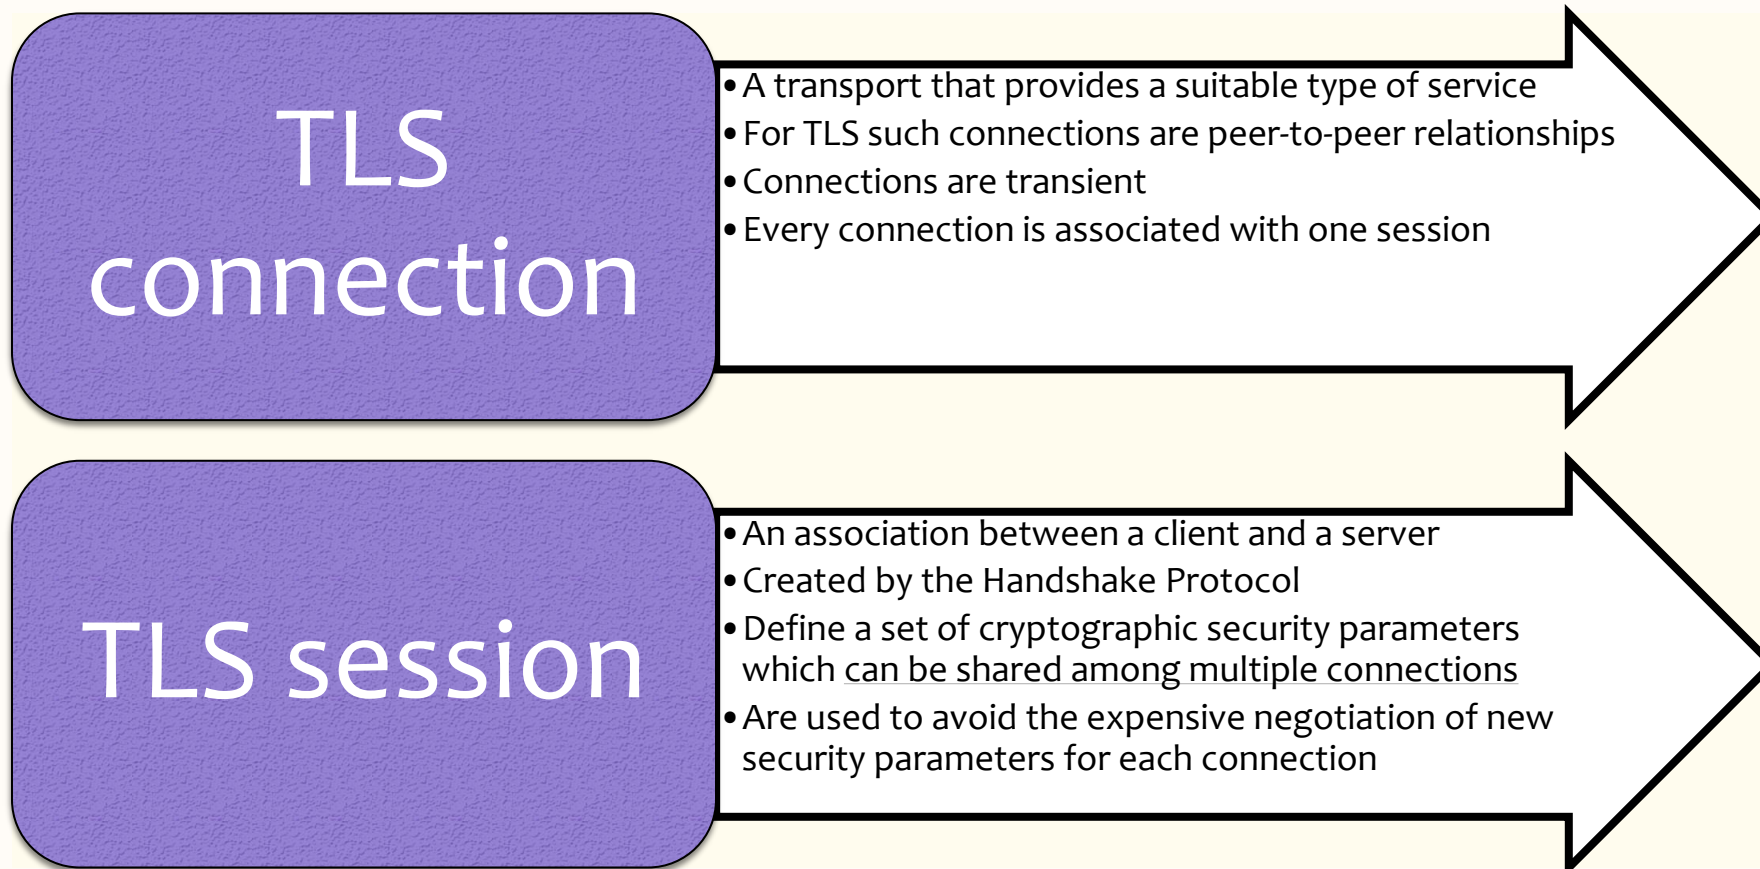 TLS
connection
•A transport that provides a suitable type of service
•For TLS such connections are peer-to-peer relationships
•Connections are transient
•Every connection is associated with one session
TLS session
•An association between a client and a server
•Created by the Handshake Protocol
•Define a set of cryptographic security parameters
which can be shared among multiple connections
•Are used to avoid the expensive negotiation of new
security parameters for each connection